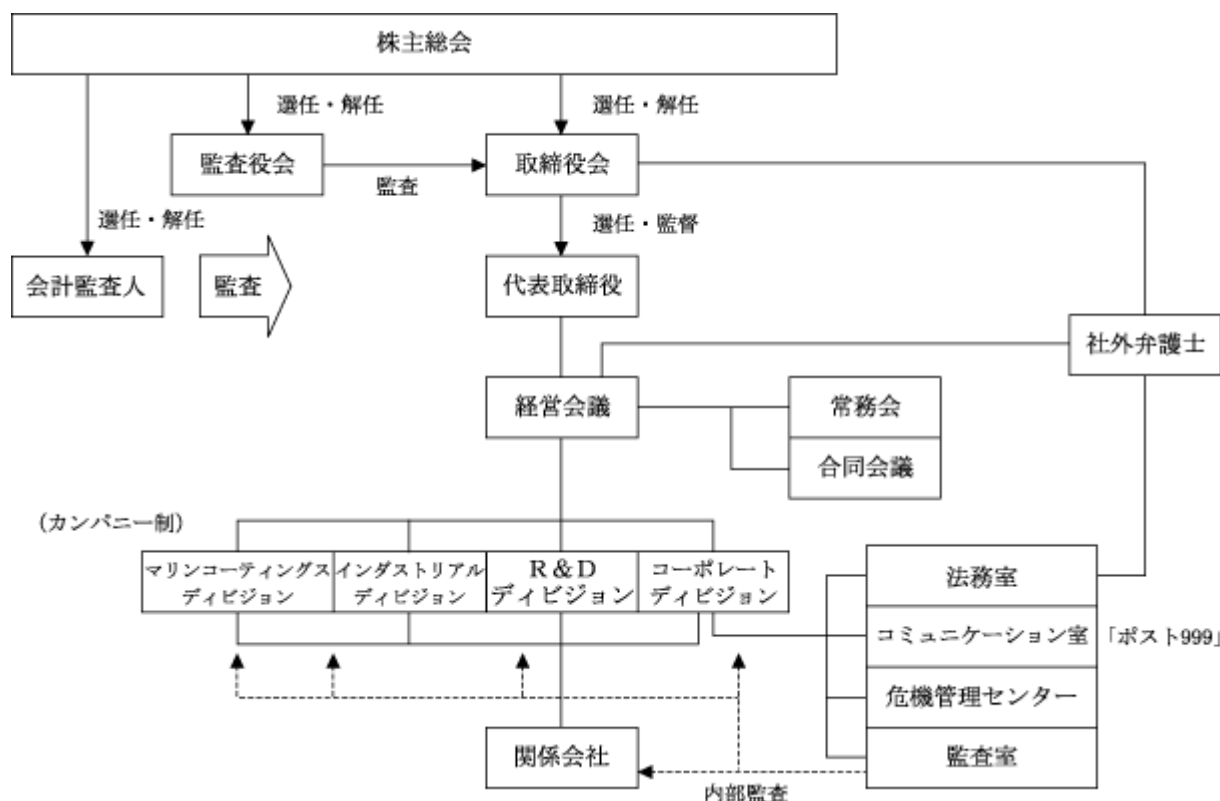 株主総会
選任・解任
選任・解任
監査役会
取締役会
監査
選任・解任
選任・監督
会計監査人
監査
代表取締役
社外弁護士
経営会議
常務会
合同会議
(カンパニー制)
マリンコーティングス
ディビジョン
インダストリアル
ディビジョン
R&D
ディビジョン
コーポレート
ディビジョン
法務室
コミュニケーション室
「ポスト999」
危機管理センター
監査室
関係会社
内部監査